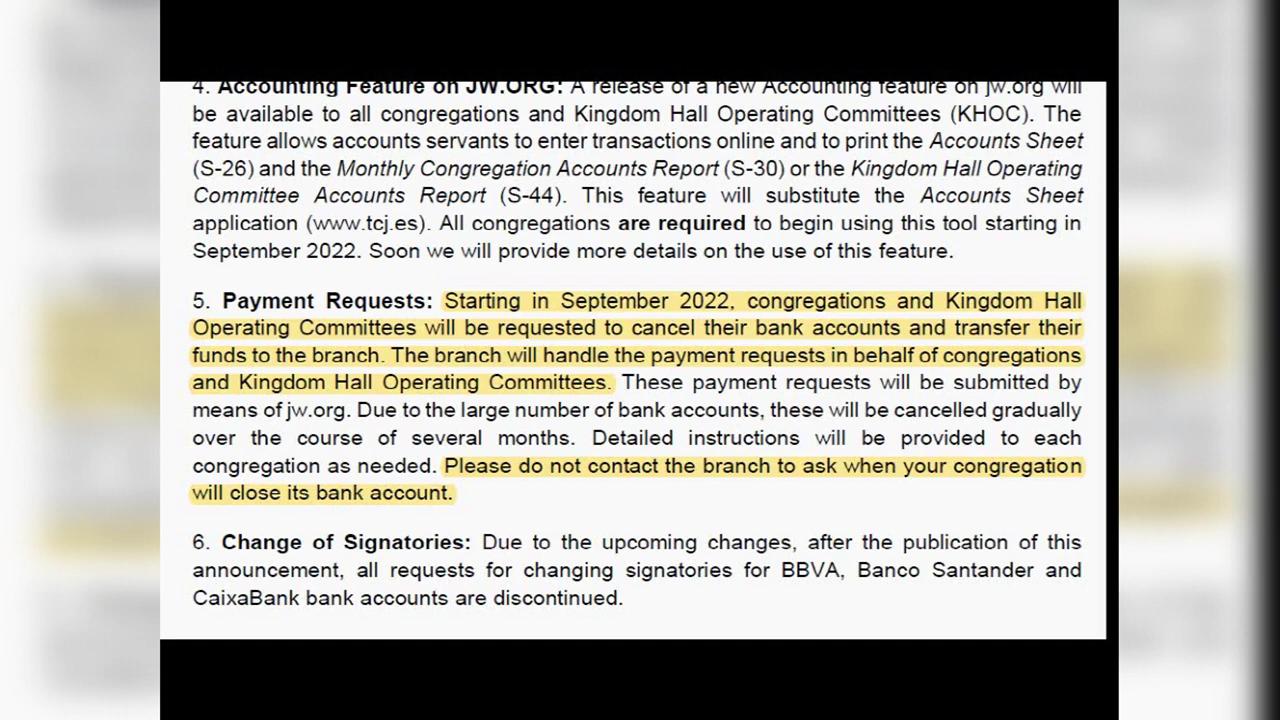 4. Accounting Feature on JW.ORG: A release of a new Accounting feature on jw.org will
be available to all congregations and Kingdom Hall Operating Committees (KHOC). The
feature allows accounts servants to enter transactions online and to print the Accounts Sheet
(S-26) and the Monthly Congregation Accounts Report (S-30) or the Kingdom Hall Operating
Committee Accounts Report (S-44). This feature will substitute the Accounts Sheet
application (www.tcj.es). All congregations are required to begin using this tool starting in
September 2022. Soon we will provide more details on the use of this feature.
5. Payment Requests: Starting in September 2022, congregations and Kingdom Hall
Operating Committees will be requested to cancel their bank accounts and transfer their
funds to the branch. The branch will handle the payment requests in behalf of congregations
and Kingdom Hall Operating Committees. These payment requests will be submitted by
means of jw.org. Due to the large number of bank accounts, these will be cancelled gradually
over the course of several months. Detailed instructions will be provided to each
congregation as needed. Please do not contact the branch to ask when your congregation
will close its bank account.
6. Change of Signatories: Due to the upcoming changes, after the publication of this
announcement, all requests for changing signatories for BBVA, Banco Santander and
CaixaBank bank accounts are discontinued.